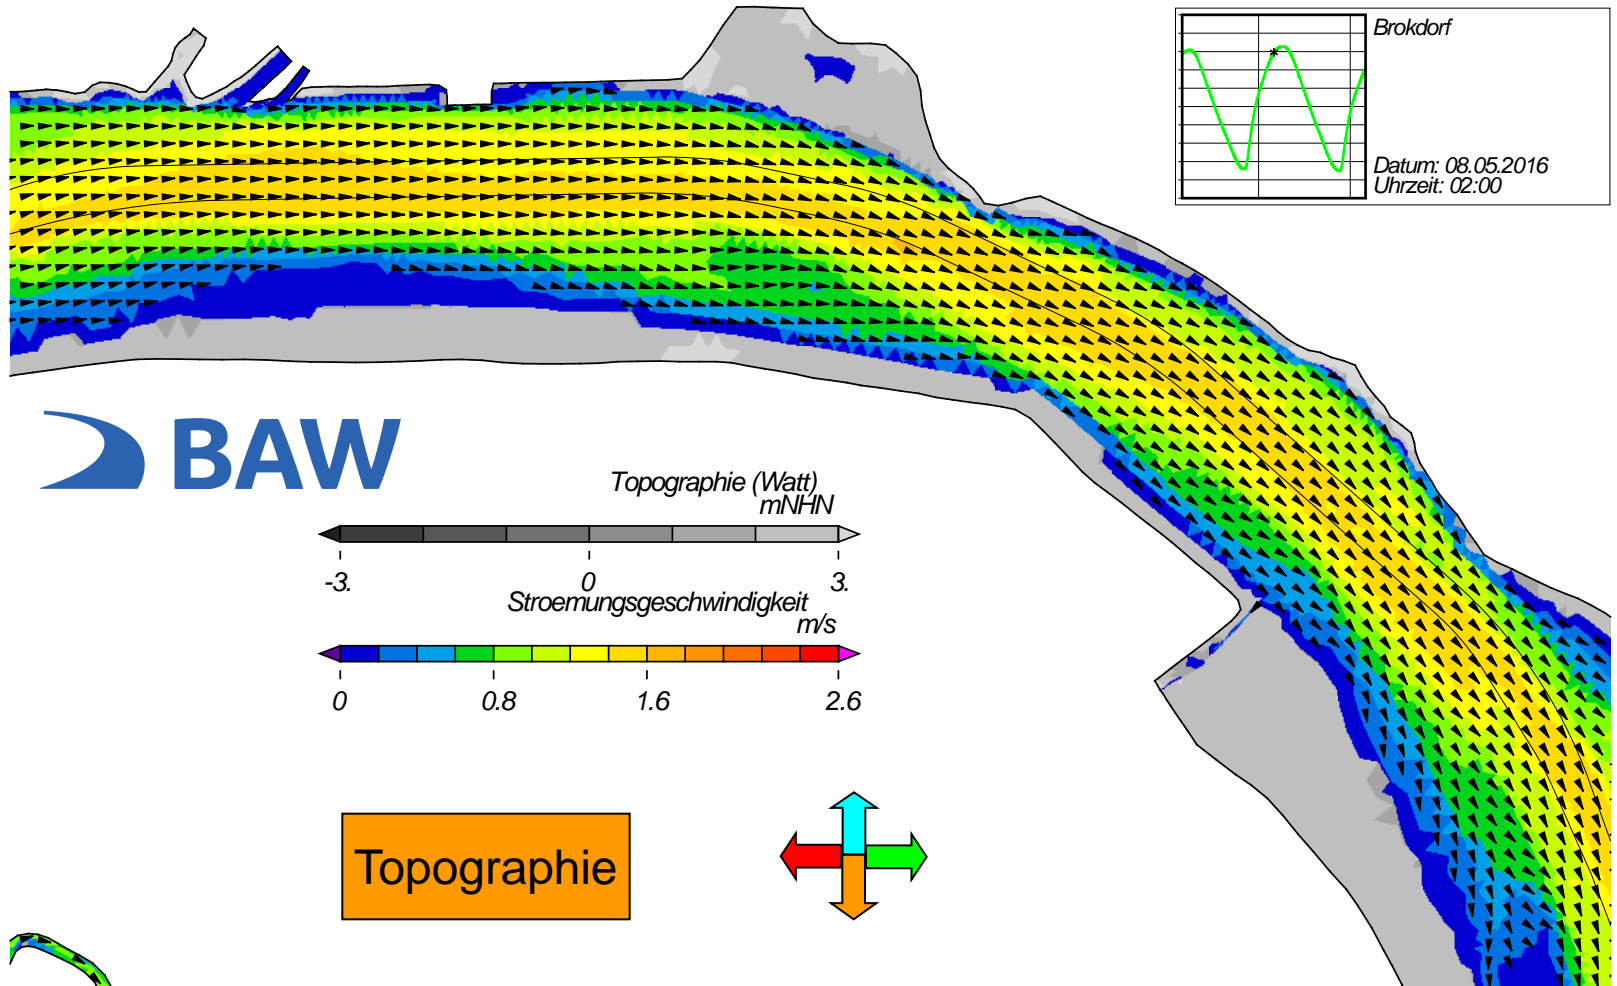 Brokdorf
Datum: 08.05.2016
Uhrzeit: 02:00
BAW
Topographie (Watt)
mNHN
-3. 0 3.
Stroemungsgeschwindigkeit
m/s
0 0.8 1.6 2.6
Topographie